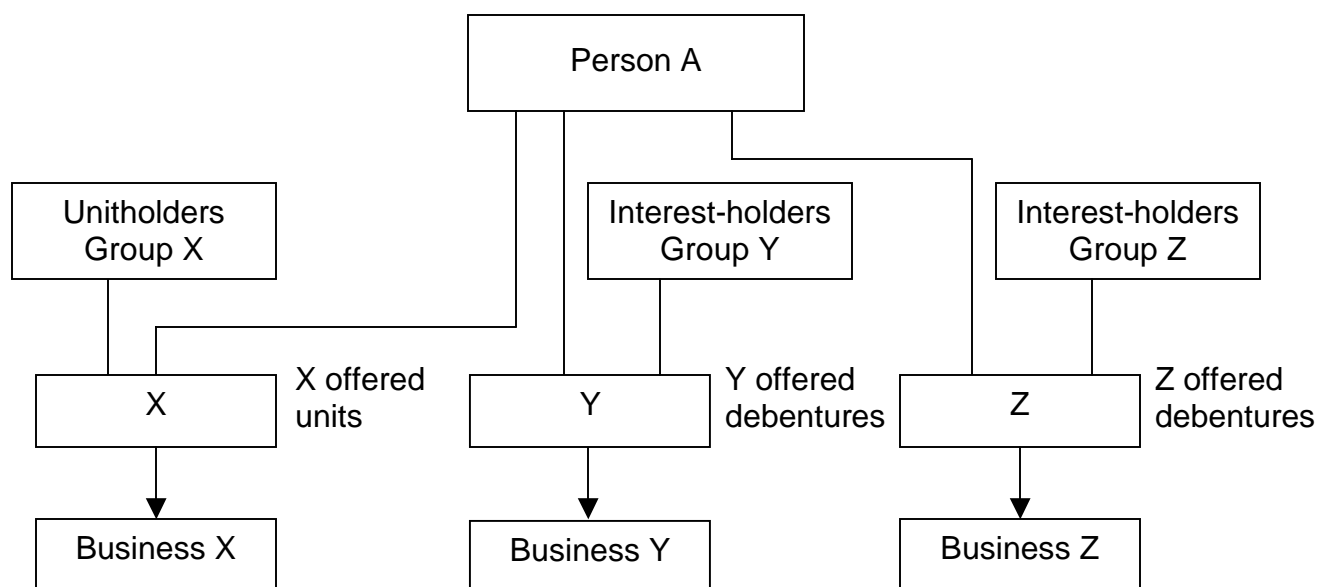 Person A
Unitholders
Group X
Interest-holders
Group Y
Interest-holders
Group Z
X
X offered
units
Y
Y offered
debentures
Z
Z offered
debentures
Business X
Business Y
Business Z